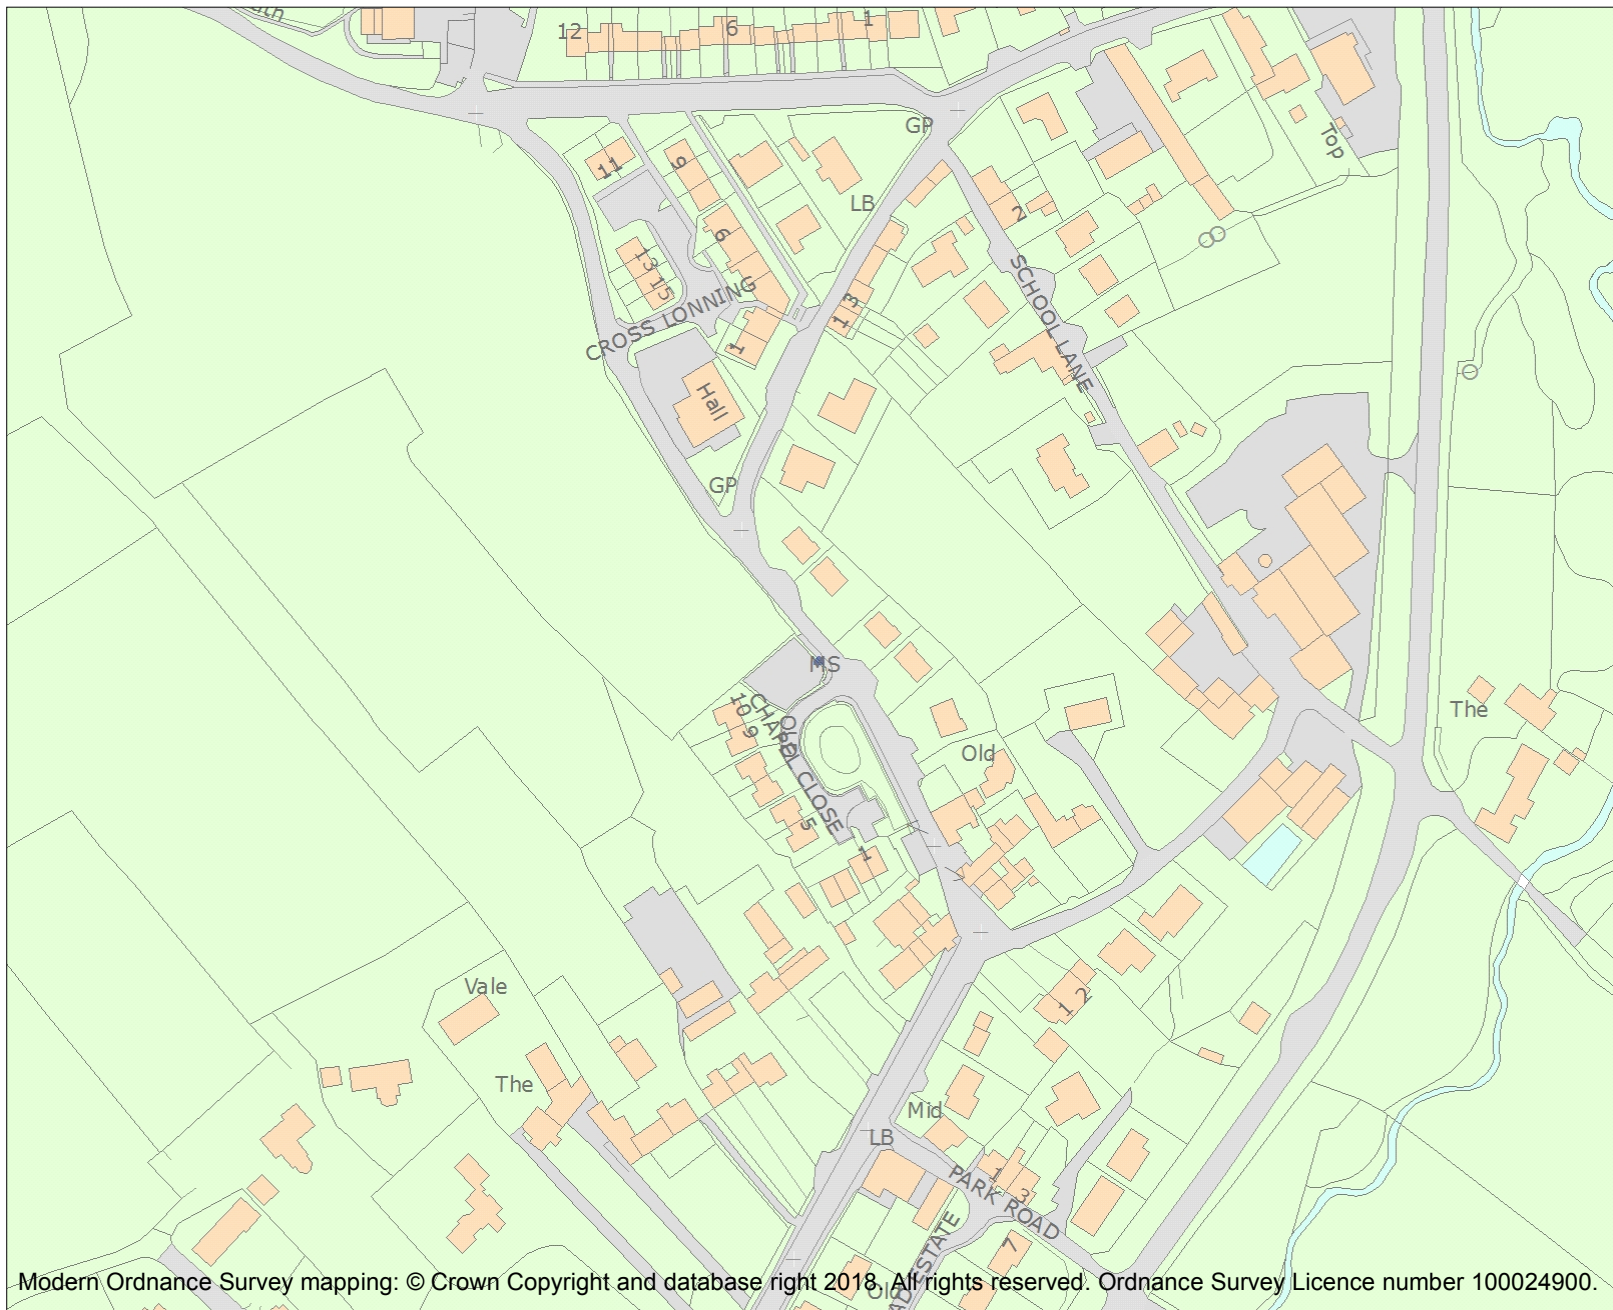 12
6
1
GP
11
9
LB
Top
2
6
13
15
SCHOOL LANE
CROSS LONNING
3
1
1
Hall
GP
MS
10
9
OLD
CHAPEL CLOSE
Old
The
5
1
Vale
1
2
The
Mid
LB
PARK ROAD
1
3
7
ESTATE
Old
Modern Ordnance Survey mapping: © Crown Copyright and database right 2018. All rights reserved. Ordnance Survey Licence number 100024900.